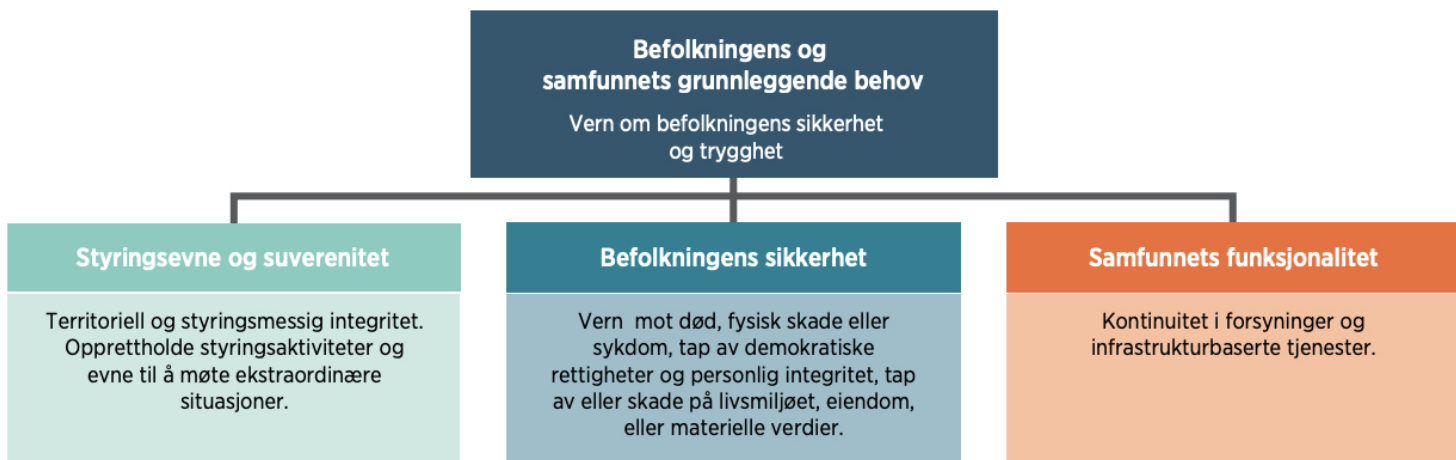 Befolkningens og
samfunnets grunnleggende behov
Vern om befolkningens sikkerhet
og trygghet
Styringsevne og suverenitet
Territoriell og styringsmessig integritet.
Opprettholde styringsaktiviteter og
evne til å møte ekstraordinære
situasjoner.
Befolkningens sikkerhet
Vern mot død, fysisk skade eller
sykdom, tap av demokratiske
rettigheter og personlig integritet, tap
av eller skade på livsmiljøet, eiendom,
eller materielle verdier.
Samfunnets funksjonalitet
Kontinuitet i forsyninger og
infrastrukturbaserte tjenester.